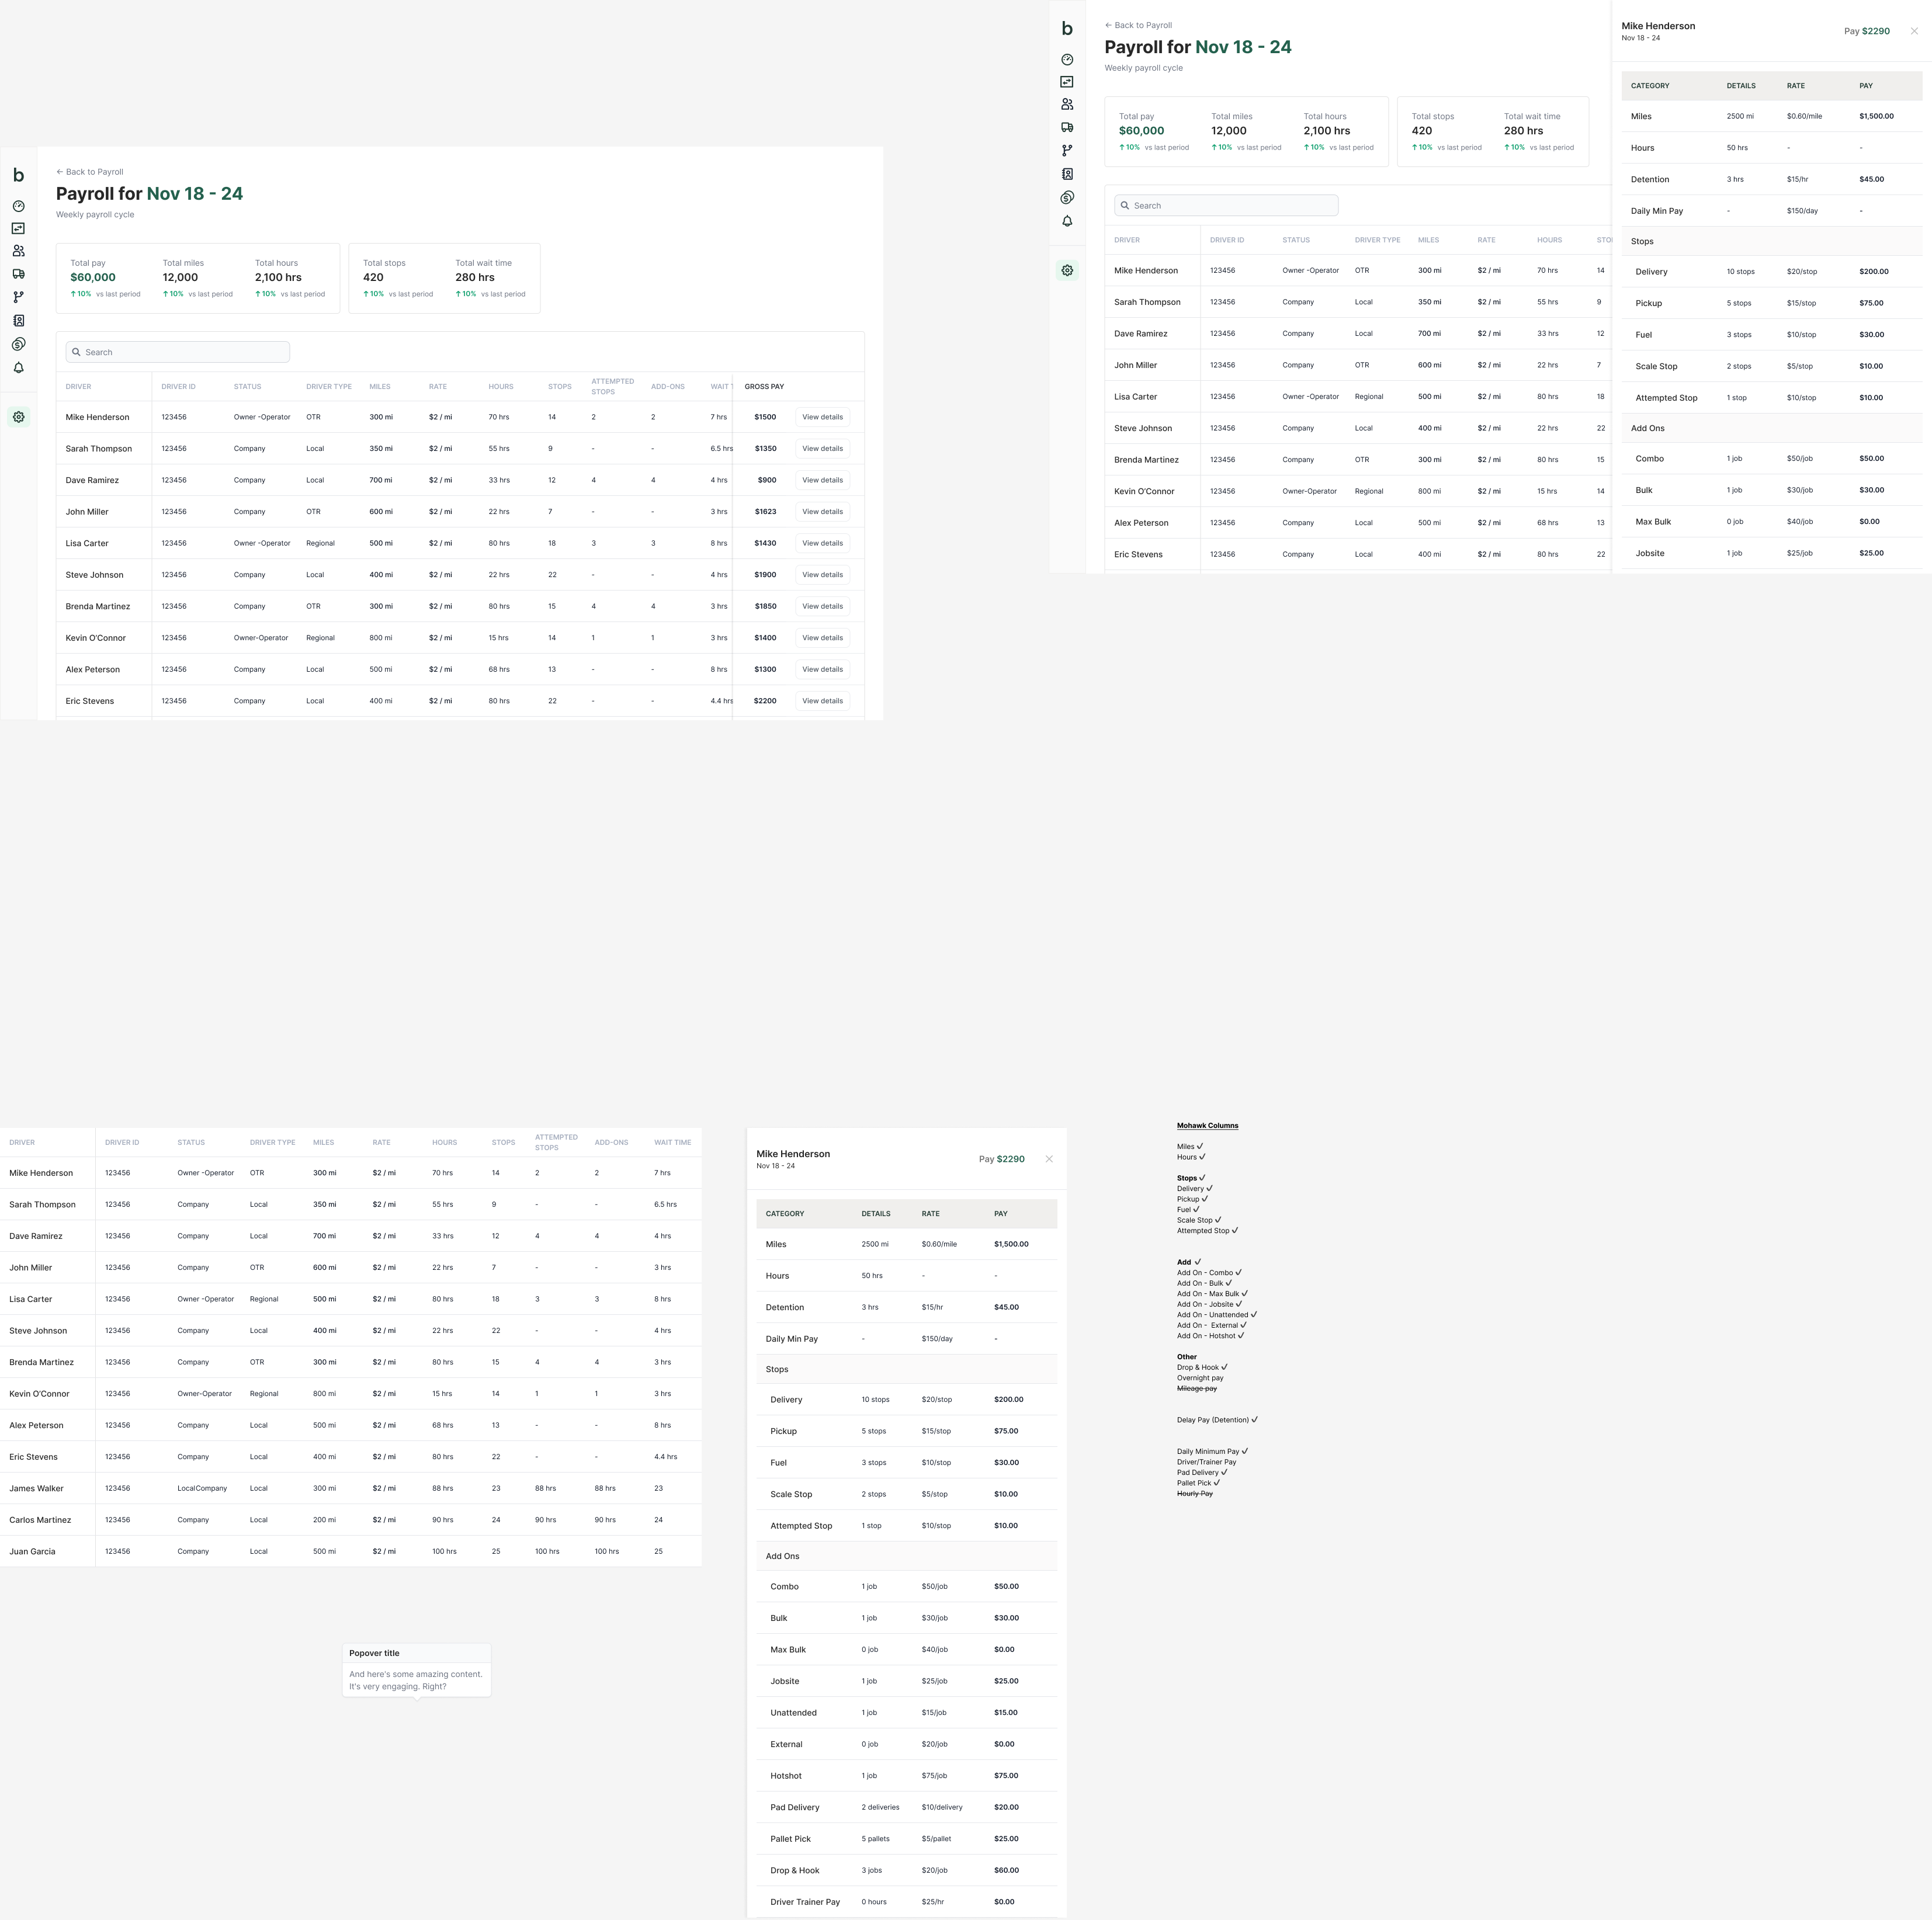 b
← Back to Payroll
Payroll for Nov 18 - 24
Weekly payroll cycle
Total pay Total miles Total hours Total stops Total wait time
$60,000 12,000 2,100 hrs 420 280 hrs
↑ 10% vs last period ↑ 10% vs last period ↑ 10% vs last period ↑ 10% vs last period ↑ 10% vs last period
Search
DRIVER DRIVER ID STATUS DRIVER TYPE MILES RATE HOURS STOPS ATTEMPTED STOPS ADD-ONS WAIT T GROSS PAY
Mike Henderson 123456 Owner -Operator OTR 300 mi $2 / mi 70 hrs 14 2 2 7 hrs $1500 View details
Sarah Thompson 123456 Company Local 350 mi $2 / mi 55 hrs 9 - - 6.5 hrs $1350 View details
Dave Ramirez 123456 Company Local 700 mi $2 / mi 33 hrs 12 4 4 4 hrs $900 View details
John Miller 123456 Company OTR 600 mi $2 / mi 22 hrs 7 - - 3 hrs $1623 View details
Lisa Carter 123456 Owner -Operator Regional 500 mi $2 / mi 80 hrs 18 3 3 8 hrs $1430 View details
Steve Johnson 123456 Company Local 400 mi $2 / mi 22 hrs 22 - - 4 hrs $1900 View details
Brenda Martinez 123456 Company OTR 300 mi $2 / mi 80 hrs 15 4 4 3 hrs $1850 View details
Kevin O'Connor 123456 Owner-Operator Regional 800 mi $2 / mi 15 hrs 14 1 1 3 hrs $1400 View details
Alex Peterson 123456 Company Local 500 mi $2 / mi 68 hrs 13 - - 8 hrs $1300 View details
Eric Stevens 123456 Company Local 400 mi $2 / mi 80 hrs 22 - - 4.4 hrs $2200 View details
b
← Back to Payroll
Payroll for Nov 18 - 24
Weekly payroll cycle
Total pay Total miles Total hours Total stops Total wait time
$60,000 12,000 2,100 hrs 420 280 hrs
↑ 10% vs last period ↑ 10% vs last period ↑ 10% vs last period ↑ 10% vs last period ↑ 10% vs last period
Search
DRIVER DRIVER ID STATUS DRIVER TYPE MILES RATE HOURS STO
Mike Henderson 123456 Owner -Operator OTR 300 mi $2 / mi 70 hrs 14
Sarah Thompson 123456 Company Local 350 mi $2 / mi 55 hrs 9
Dave Ramirez 123456 Company Local 700 mi $2 / mi 33 hrs 12
John Miller 123456 Company OTR 600 mi $2 / mi 22 hrs 7
Lisa Carter 123456 Owner -Operator Regional 500 mi $2 / mi 80 hrs 18
Steve Johnson 123456 Company Local 400 mi $2 / mi 22 hrs 22
Brenda Martinez 123456 Company OTR 300 mi $2 / mi 80 hrs 15
Kevin O'Connor 123456 Owner-Operator Regional 800 mi $2 / mi 15 hrs 14
Alex Peterson 123456 Company Local 500 mi $2 / mi 68 hrs 13
Eric Stevens 123456 Company Local 400 mi $2 / mi 80 hrs 22
Mike Henderson
Nov 18 - 24
Pay $2290
CATEGORY DETAILS RATE PAY
Miles 2500 mi $0.60/mile $1,500.00
Hours 50 hrs - -
Detention 3 hrs $15/hr $45.00
Daily Min Pay - $150/day -
Stops
Delivery 10 stops $20/stop $200.00
Pickup 5 stops $15/stop $75.00
Fuel 3 stops $10/stop $30.00
Scale Stop 2 stops $5/stop $10.00
Attempted Stop 1 stop $10/stop $10.00
Add Ons
Combo 1 job $50/job $50.00
Bulk 1 job $30/job $30.00
Max Bulk 0 job $40/job $0.00
Jobsite 1 job $25/job $25.00
DRIVER DRIVER ID STATUS DRIVER TYPE MILES RATE HOURS STOPS ATTEMPTED STOPS ADD-ONS WAIT TIME
Mike Henderson 123456 Owner -Operator OTR 300 mi $2 / mi 70 hrs 14 2 2 7 hrs
Sarah Thompson 123456 Company Local 350 mi $2 / mi 55 hrs 9 - - 6.5 hrs
Dave Ramirez 123456 Company Local 700 mi $2 / mi 33 hrs 12 4 4 4 hrs
John Miller 123456 Company OTR 600 mi $2 / mi 22 hrs 7 - - 3 hrs
Lisa Carter 123456 Owner -Operator Regional 500 mi $2 / mi 80 hrs 18 3 3 8 hrs
Steve Johnson 123456 Company Local 400 mi $2 / mi 22 hrs 22 - - 4 hrs
Brenda Martinez 123456 Company OTR 300 mi $2 / mi 80 hrs 15 4 4 3 hrs
Kevin O'Connor 123456 Owner-Operator Regional 800 mi $2 / mi 15 hrs 14 1 1 3 hrs
Alex Peterson 123456 Company Local 500 mi $2 / mi 68 hrs 13 - - 8 hrs
Eric Stevens 123456 Company Local 400 mi $2 / mi 80 hrs 22 - - 4.4 hrs
James Walker 123456 LocalCompany Local 300 mi $2 / mi 88 hrs 23 88 hrs 88 hrs 23
Carlos Martinez 123456 Company Local 200 mi $2 / mi 90 hrs 24 90 hrs 90 hrs 24
Juan Garcia 123456 Company Local 500 mi $2 / mi 100 hrs 25 100 hrs 100 hrs 25
Popover title
And here's some amazing content.
It's very engaging. Right?
Mike Henderson
Nov 18 - 24
Pay $2290
CATEGORY DETAILS RATE PAY
Miles 2500 mi $0.60/mile $1,500.00
Hours 50 hrs - -
Detention 3 hrs $15/hr $45.00
Daily Min Pay - $150/day -
Stops
Delivery 10 stops $20/stop $200.00
Pickup 5 stops $15/stop $75.00
Fuel 3 stops $10/stop $30.00
Scale Stop 2 stops $5/stop $10.00
Attempted Stop 1 stop $10/stop $10.00
Add Ons
Combo 1 job $50/job $50.00
Bulk 1 job $30/job $30.00
Max Bulk 0 job $40/job $0.00
Jobsite 1 job $25/job $25.00
Unattended 1 job $15/job $15.00
External 0 job $20/job $0.00
Hotshot 1 job $75/job $75.00
Pad Delivery 2 deliveries $10/delivery $20.00
Pallet Pick 5 pallets $5/pallet $25.00
Drop & Hook 3 jobs $20/job $60.00
Driver Trainer Pay 0 hours $25/hr $0.00
Mohawk Columns
Miles ✓
Hours ✓
Stops ✓
Delivery ✓
Pickup ✓
Fuel ✓
Scale Stop ✓
Attempted Stop ✓
Add ✓
Add On - Combo ✓
Add On - Bulk ✓
Add On - Max Bulk ✓
Add On - Jobsite ✓
Add On - Unattended ✓
Add On - External ✓
Add On - Hotshot ✓
Other
Drop & Hook ✓
Overnight pay
Mileage pay
Delay Pay (Detention) ✓
Daily Minimum Pay ✓
Driver/Trainer Pay
Pad Delivery ✓
Pallet Pick ✓
Hourly Pay